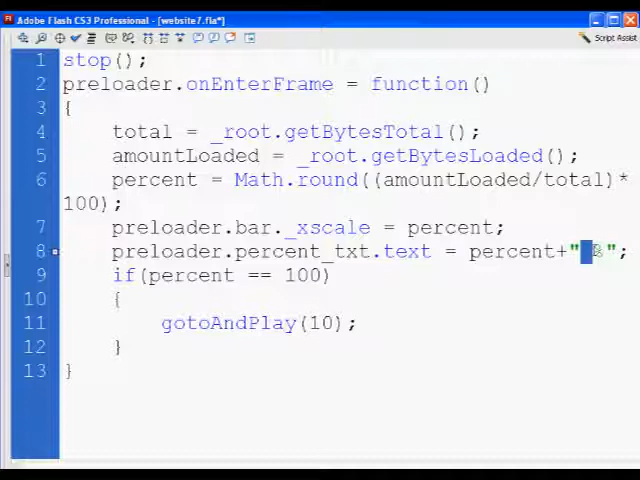 Adobe Flash CS3 Professional - [website7.fla*]
Script Assist
1 stop();
2 preloader.onEnterFrame = function()
3 {
4 total = _root.getBytesTotal();
5 amountLoaded = _root.getBytesLoaded();
6 percent = Math.round((amountLoaded/total)*
100);
7 preloader.bar._xscale = percent;
8 preloader.percent_txt.text = percent+" %";
9 if(percent == 100)
10 {
11 gotoAndPlay(10);
12 }
13 }